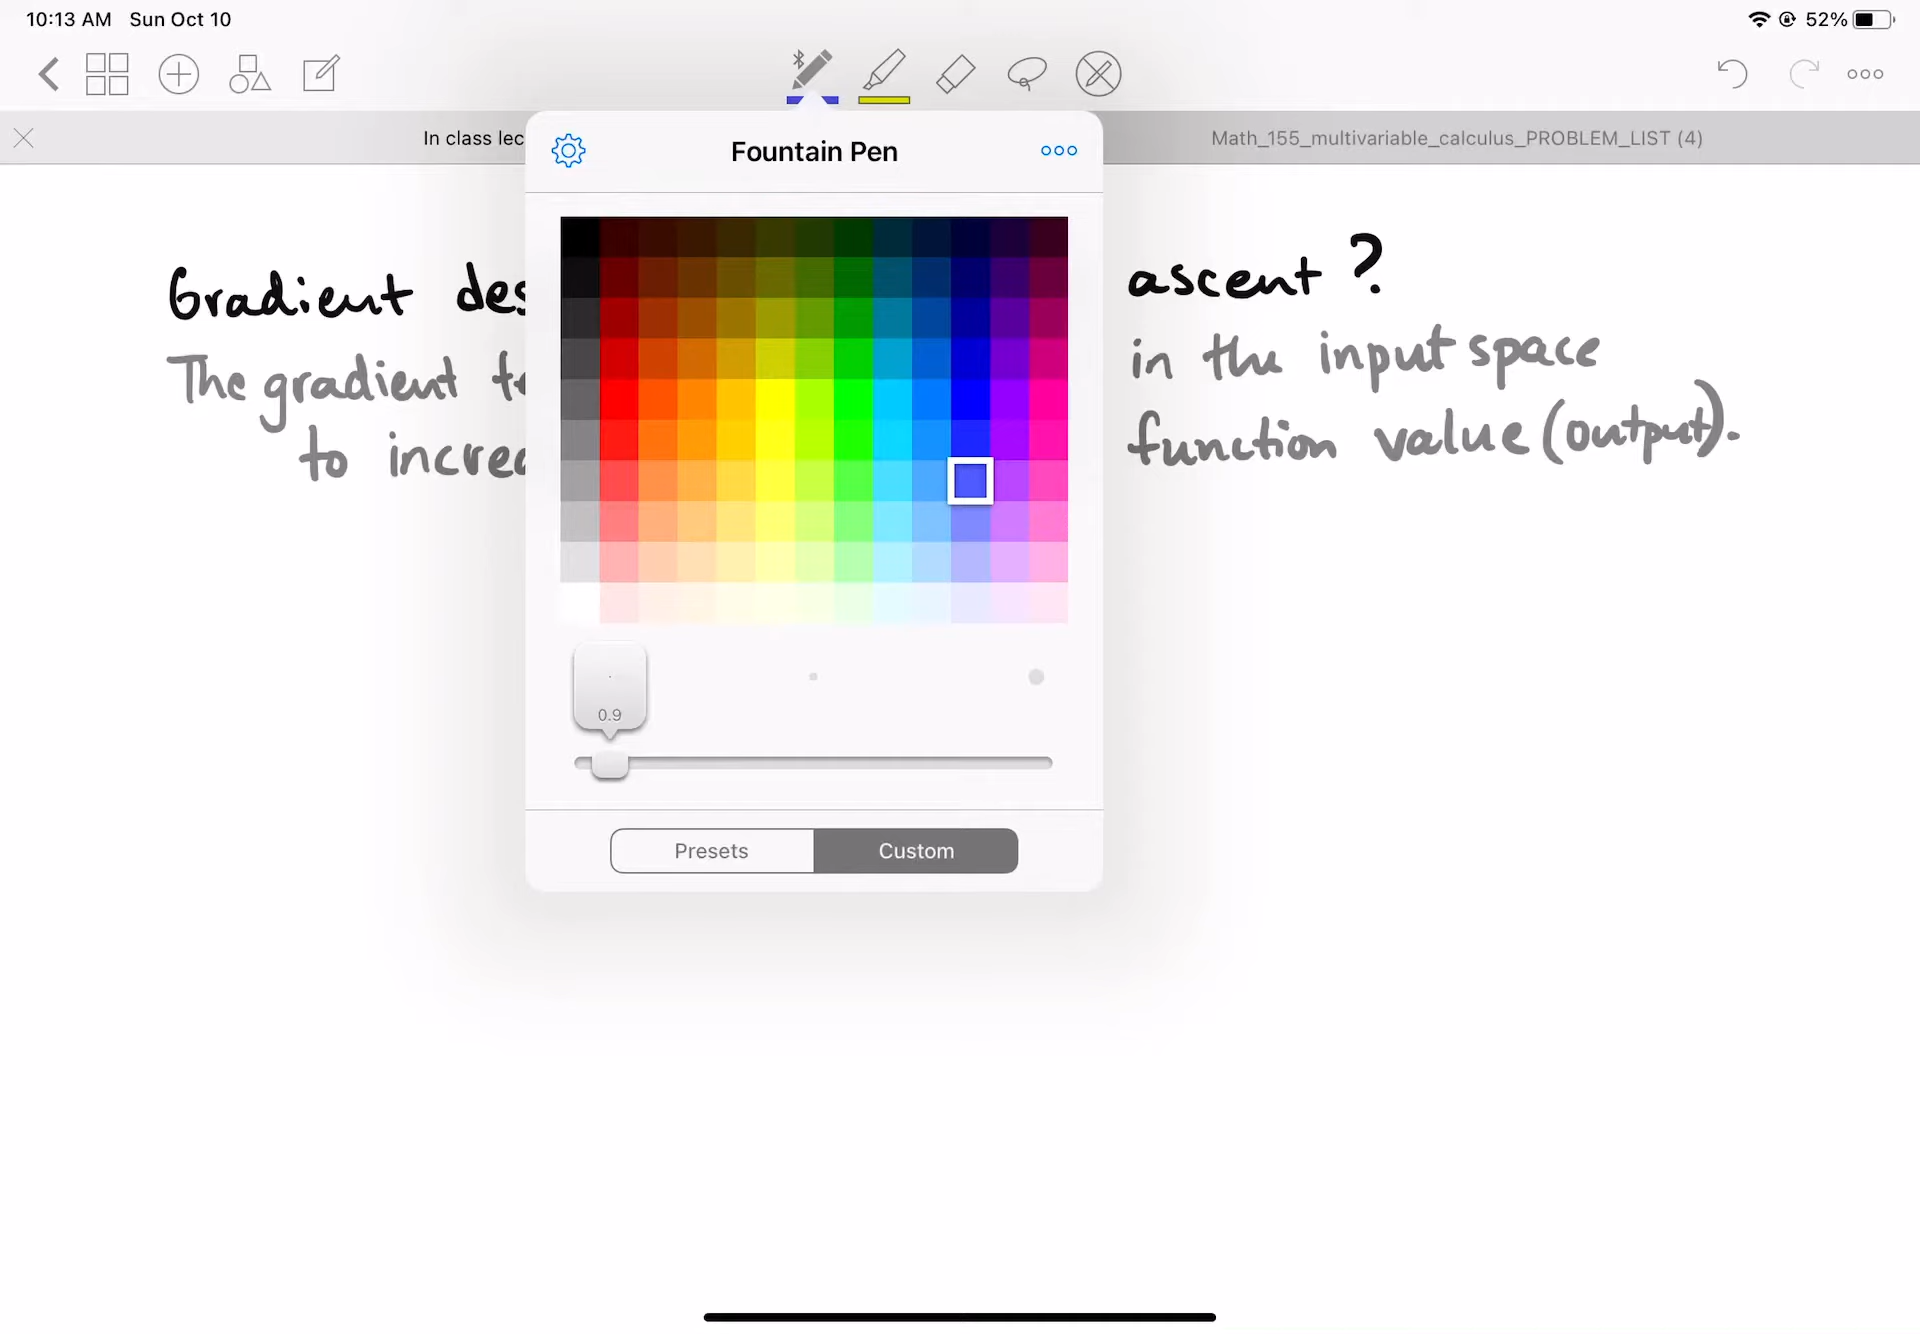 10:13 AM Sun Oct 10
52%
In class lec
Math_155_multivariable_calculus_PROBLEM_LIST (4)
Fountain Pen
Gradient des
ascent ?
The gradient t
in the input space
to increa
function value (output).
0.9
Presets
Custom